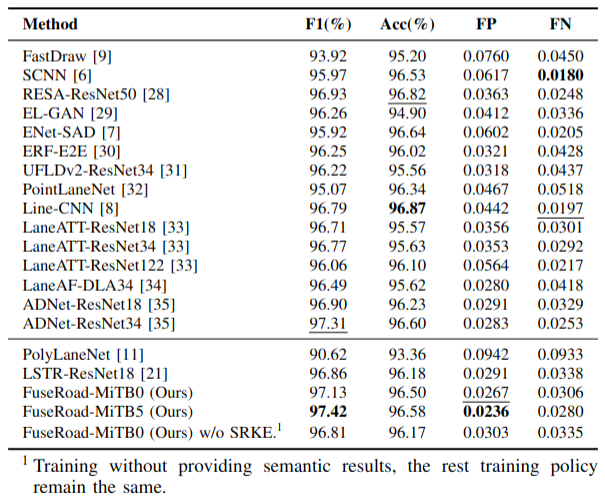 Method F1(%) Acc(%) FP FN
FastDraw [9] 93.92 95.20 0.0760 0.0450
SCNN [6] 95.97 96.53 0.0617 0.0180
RESA-ResNet50 [28] 96.93 96.82 0.0363 0.0248
EL-GAN [29] 96.26 94.90 0.0412 0.0336
ENet-SAD [7] 95.92 96.64 0.0602 0.0205
ERF-E2E [30] 96.25 96.02 0.0321 0.0428
UFLDv2-ResNet34 [31] 96.22 95.56 0.0318 0.0437
PointLaneNet [32] 95.07 96.34 0.0467 0.0518
Line-CNN [8] 96.79 96.87 0.0442 0.0197
LaneATT-ResNet18 [33] 96.71 95.57 0.0356 0.0301
LaneATT-ResNet34 [33] 96.77 95.63 0.0353 0.0292
LaneATT-ResNet122 [33] 96.06 96.10 0.0564 0.0217
LaneAF-DLA34 [34] 96.49 95.62 0.0280 0.0418
ADNet-ResNet18 [35] 96.90 96.23 0.0291 0.0329
ADNet-ResNet34 [35] 97.31 96.60 0.0283 0.0253
PolyLaneNet [11] 90.62 93.36 0.0942 0.0933
LSTR-ResNet18 [21] 96.86 96.18 0.0291 0.0338
FuseRoad-MiTB0 (Ours) 97.13 96.50 0.0267 0.0306
FuseRoad-MiTB5 (Ours) 97.42 96.58 0.0236 0.0280
FuseRoad-MiTB0 (Ours) w/o SRKE.¹ 96.81 96.17 0.0303 0.0335
¹ Training without providing semantic results, the rest training policy
remain the same.